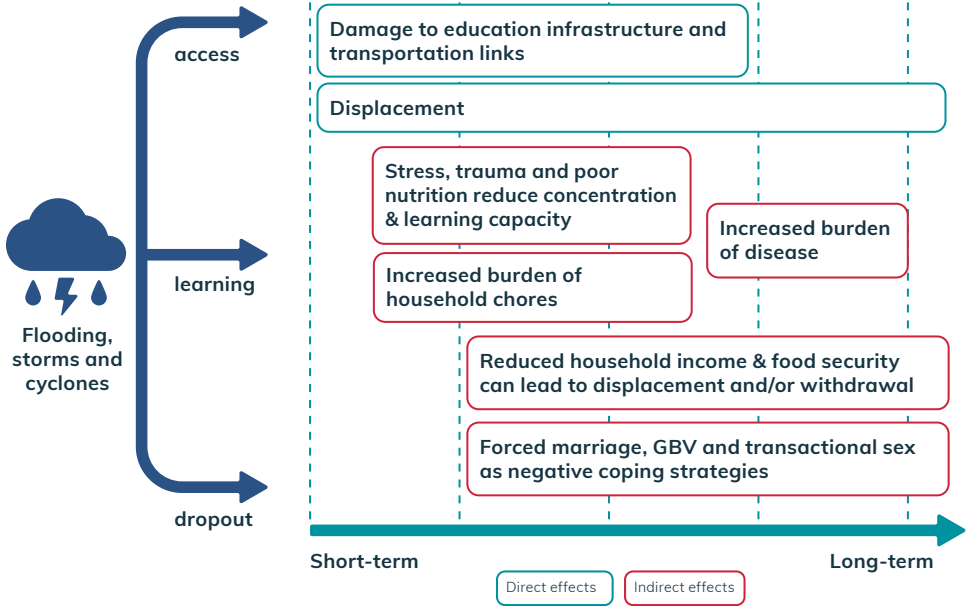 access
Damage to education infrastructure and
transportation links
Displacement
Stress, trauma and poor
nutrition reduce concentration
& learning capacity
Increased burden
of disease
learning
Increased burden of
household chores
Flooding,
storms and
cyclones
Reduced household income & food security
can lead to displacement and/or withdrawal
Forced marriage, GBV and transactional sex
as negative coping strategies
dropout
Short-term
Long-term
Direct effects
Indirect effects